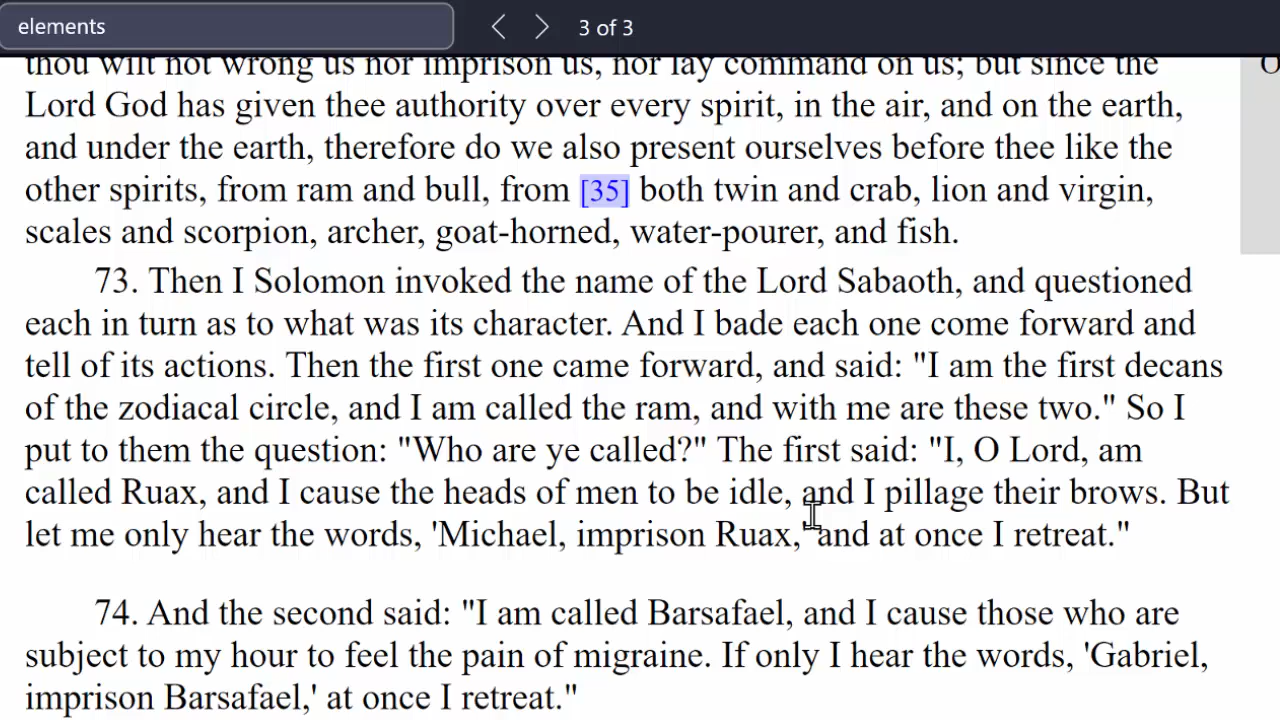 elements
3 of 3
thou wilt not wrong us nor imprison us, nor lay command on us; but since the
Lord God has given thee authority over every spirit, in the air, and on the earth,
and under the earth, therefore do we also present ourselves before thee like the
other spirits, from ram and bull, from [35] both twin and crab, lion and virgin,
scales and scorpion, archer, goat-horned, water-pourer, and fish.
73. Then I Solomon invoked the name of the Lord Sabaoth, and questioned
each in turn as to what was its character. And I bade each one come forward and
tell of its actions. Then the first one came forward, and said: "I am the first decans
of the zodiacal circle, and I am called the ram, and with me are these two." So I
put to them the question: "Who are ye called?" The first said: "I, O Lord, am
called Ruax, and I cause the heads of men to be idle, and I pillage their brows. But
let me only hear the words, 'Michael, imprison Ruax,' and at once I retreat."
74. And the second said: "I am called Barsafael, and I cause those who are
subject to my hour to feel the pain of migraine. If only I hear the words, 'Gabriel,
imprison Barsafael,' at once I retreat."